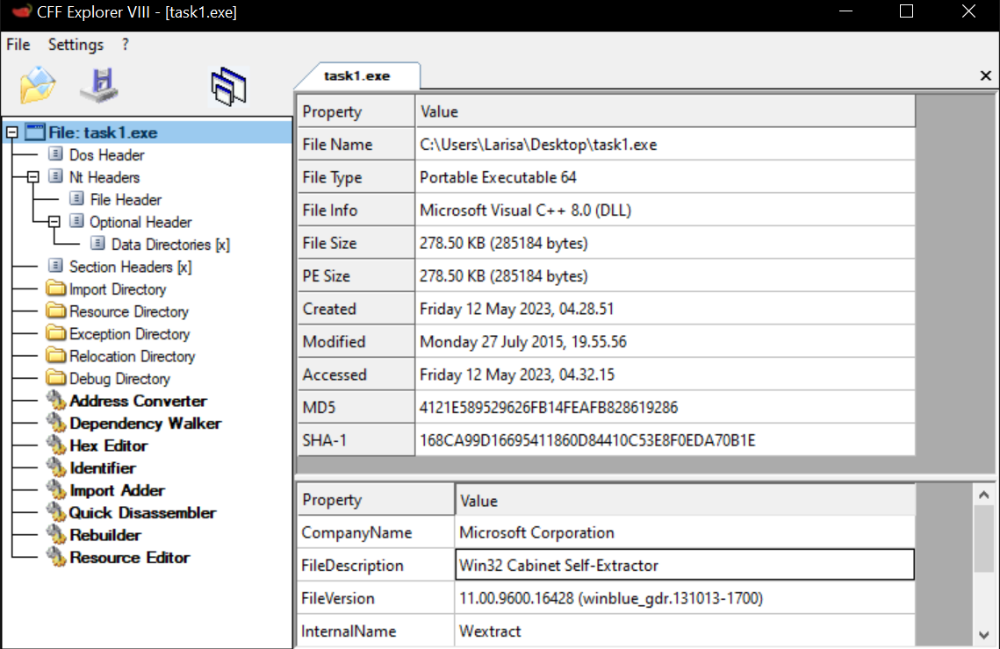 CFF Explorer VIII - [task1.exe]
File Settings ?
task1.exe
File: task1.exe
Dos Header
Nt Headers
File Header
Optional Header
Data Directories [x]
Section Headers [x]
Import Directory
Resource Directory
Exception Directory
Relocation Directory
Debug Directory
Address Converter
Dependency Walker
Hex Editor
Identifier
Import Adder
Quick Disassembler
Rebuilder
Resource Editor
Property Value
File Name C:\Users\Larisa\Desktop\task1.exe
File Type Portable Executable 64
File Info Microsoft Visual C++ 8.0 (DLL)
File Size 278.50 KB (285184 bytes)
PE Size 278.50 KB (285184 bytes)
Created Friday 12 May 2023, 04.28.51
Modified Monday 27 July 2015, 19.55.56
Accessed Friday 12 May 2023, 04.32.15
MD5 4121E589529626FB14FEAFB828619286
SHA-1 168CA99D16695411860D84410C53E8F0EDA70B1E
Property Value
CompanyName Microsoft Corporation
FileDescription Win32 Cabinet Self-Extractor
FileVersion 11.00.9600.16428 (winblue_gdr.131013-1700)
InternalName Wextract